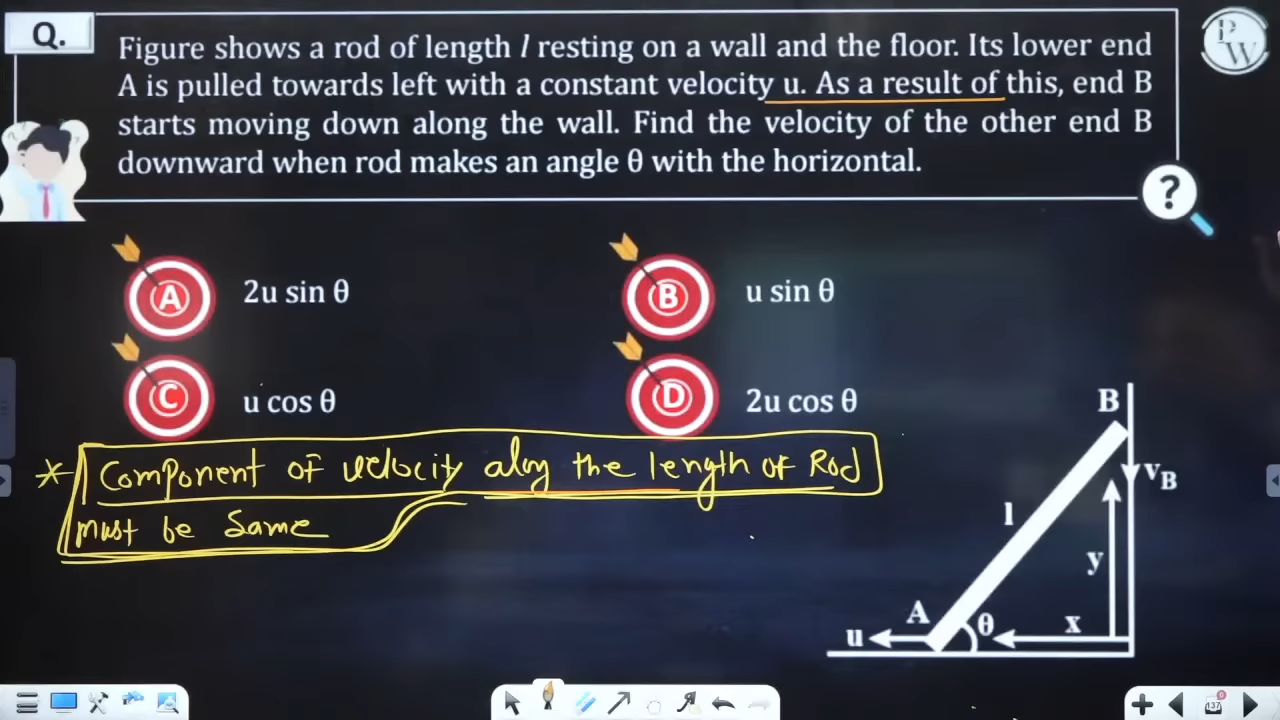 Q.
PW
Figure shows a rod of length l resting on a wall and the floor. Its lower end
A is pulled towards left with a constant velocity u. As a result of this, end B
starts moving down along the wall. Find the velocity of the other end B
downward when rod makes an angle θ with the horizontal.
?
A 2u sin θ
B u sin θ
C u cos θ
D 2u cos θ
* Component of velocity along the length of Rod
must be same
B
vB
l
y
A
θ
x
u
137